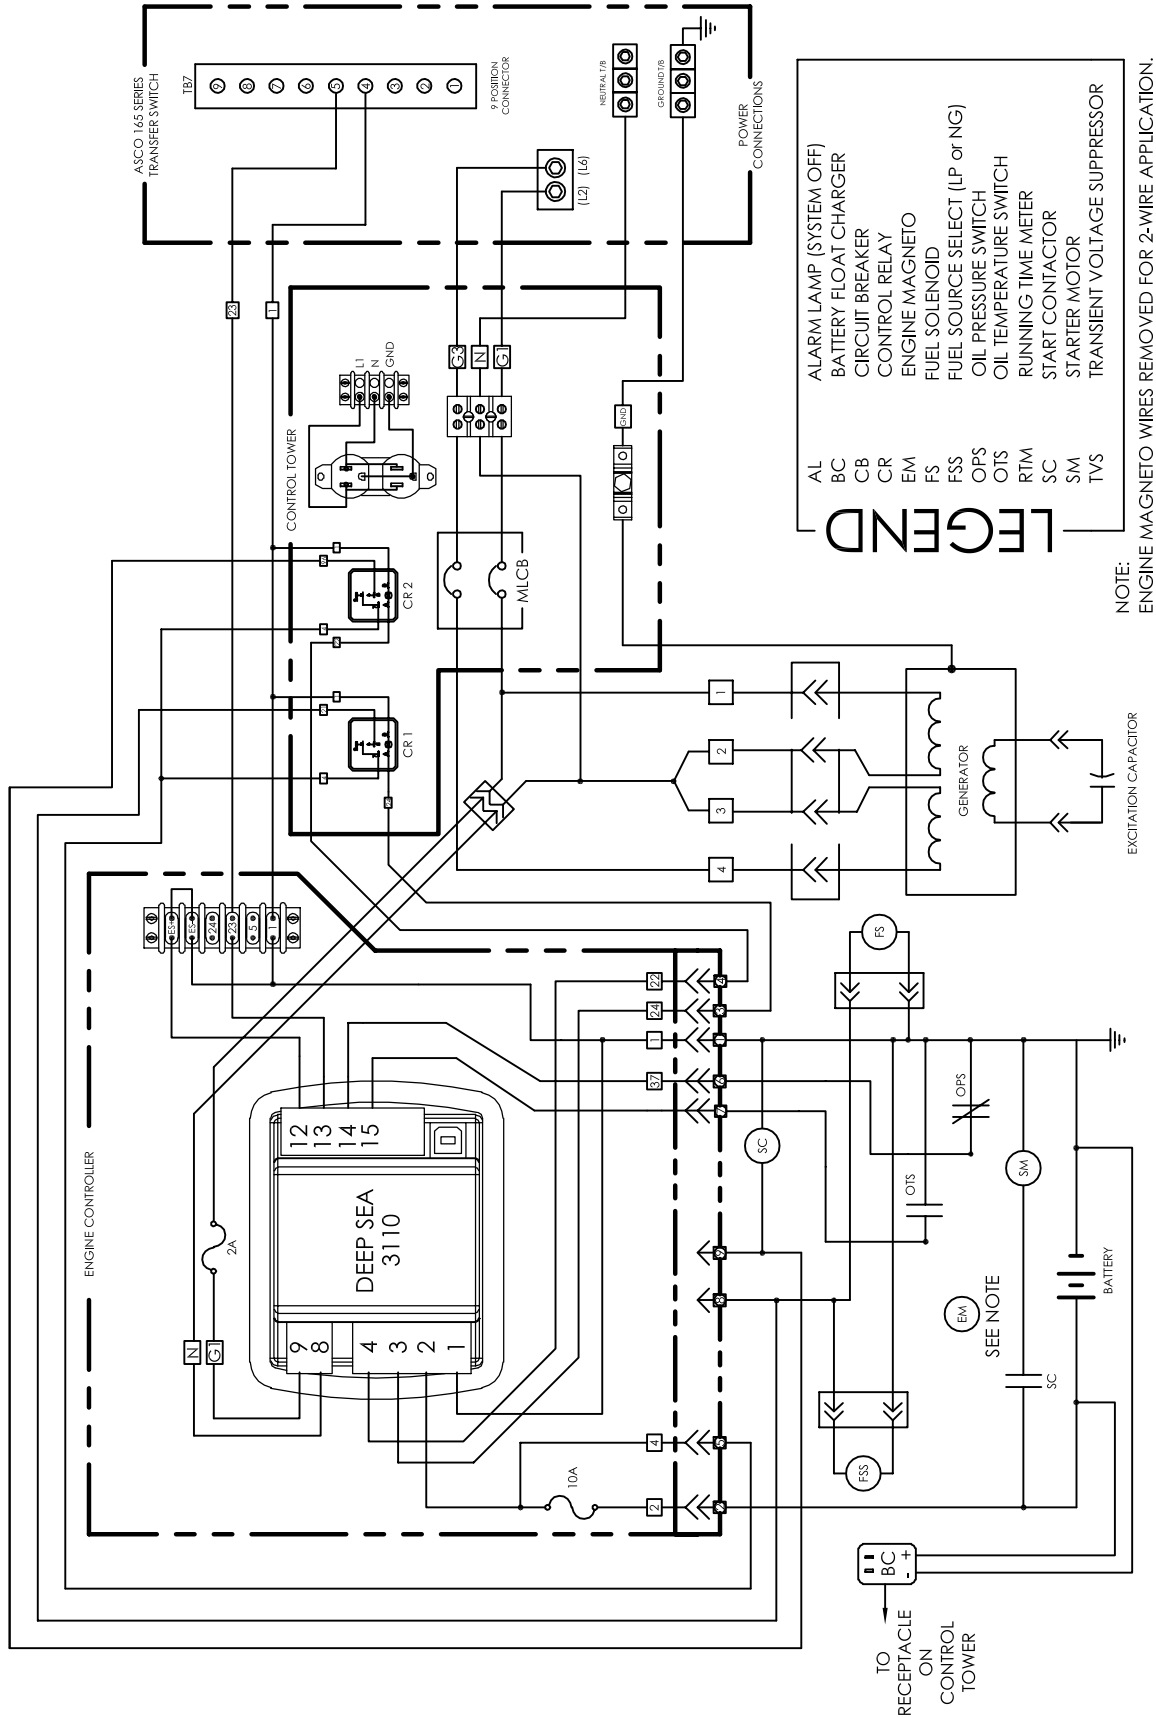 ASCO 165 SERIES
TRANSFER SWITCH
TB7
9
8
7
6
5
4
3
2
1
9 POSITION
CONNECTOR
(L2) (L6)
NEUTRAL T/B
GROUND T/B
POWER
CONNECTIONS
23
1
CONTROL TOWER
L1
N
GND
G3
N
G1
GND
CR 2
CR 1
MLCB
1
2
3
4
GENERATOR
EXCITATION CAPACITOR
ENGINE CONTROLLER
24
23
5
1
2A
N
G1
DEEP SEA
3110
12
13
14
15
9
8
4
3
2
1
10A
22
24
1
37
4
2
4
3
1
6
7
9
8
5
2
FS
SC
OPS
OTS
SM
EM
SEE NOTE
SC
BATTERY
FSS
BC
+
-
TO
RECEPTACLE
ON
CONTROL
TOWER
LEGEND
AL ALARM LAMP (SYSTEM OFF)
BC BATTERY FLOAT CHARGER
CB CIRCUIT BREAKER
CR CONTROL RELAY
EM ENGINE MAGNETO
FS FUEL SOLENOID
FSS FUEL SOURCE SELECT (LP or NG)
OPS OIL PRESSURE SWITCH
OTS OIL TEMPERATURE SWITCH
RTM RUNNING TIME METER
SC START CONTACTOR
SM STARTER MOTOR
TVS TRANSIENT VOLTAGE SUPPRESSOR
NOTE:
ENGINE MAGNETO WIRES REMOVED FOR 2-WIRE APPLICATION.